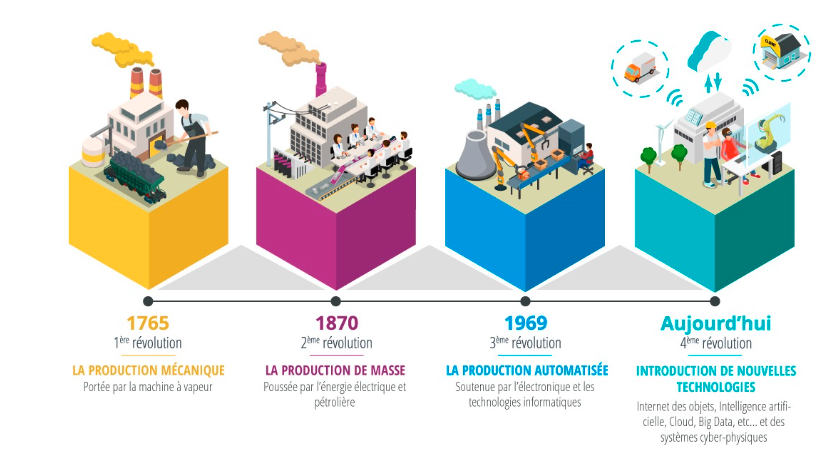 1765
1ère révolution
LA PRODUCTION MÉCANIQUE
Portée par la machine à vapeur
1870
2ème révolution
LA PRODUCTION DE MASSE
Poussée par l'énergie électrique et
pétrolière
1969
3ème révolution
LA PRODUCTION AUTOMATISÉE
Soutenue par l'électronique et les
technologies informatiques
Aujourd'hui
4ème révolution
INTRODUCTION DE NOUVELLES
TECHNOLOGIES
Internet des objets, Intelligence artifi-
cielle, Cloud, Big Data, etc... et des
systèmes cyber-physiques